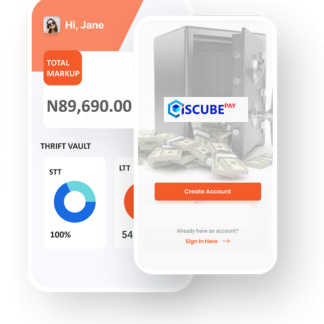 Hi, Jane
TOTAL
MARKUP
N89,690.00
THRIFT VAULT
STT
LTT
100%
54
iSCUBE PAY
Create Account
Already have an account?
Sign In Here →